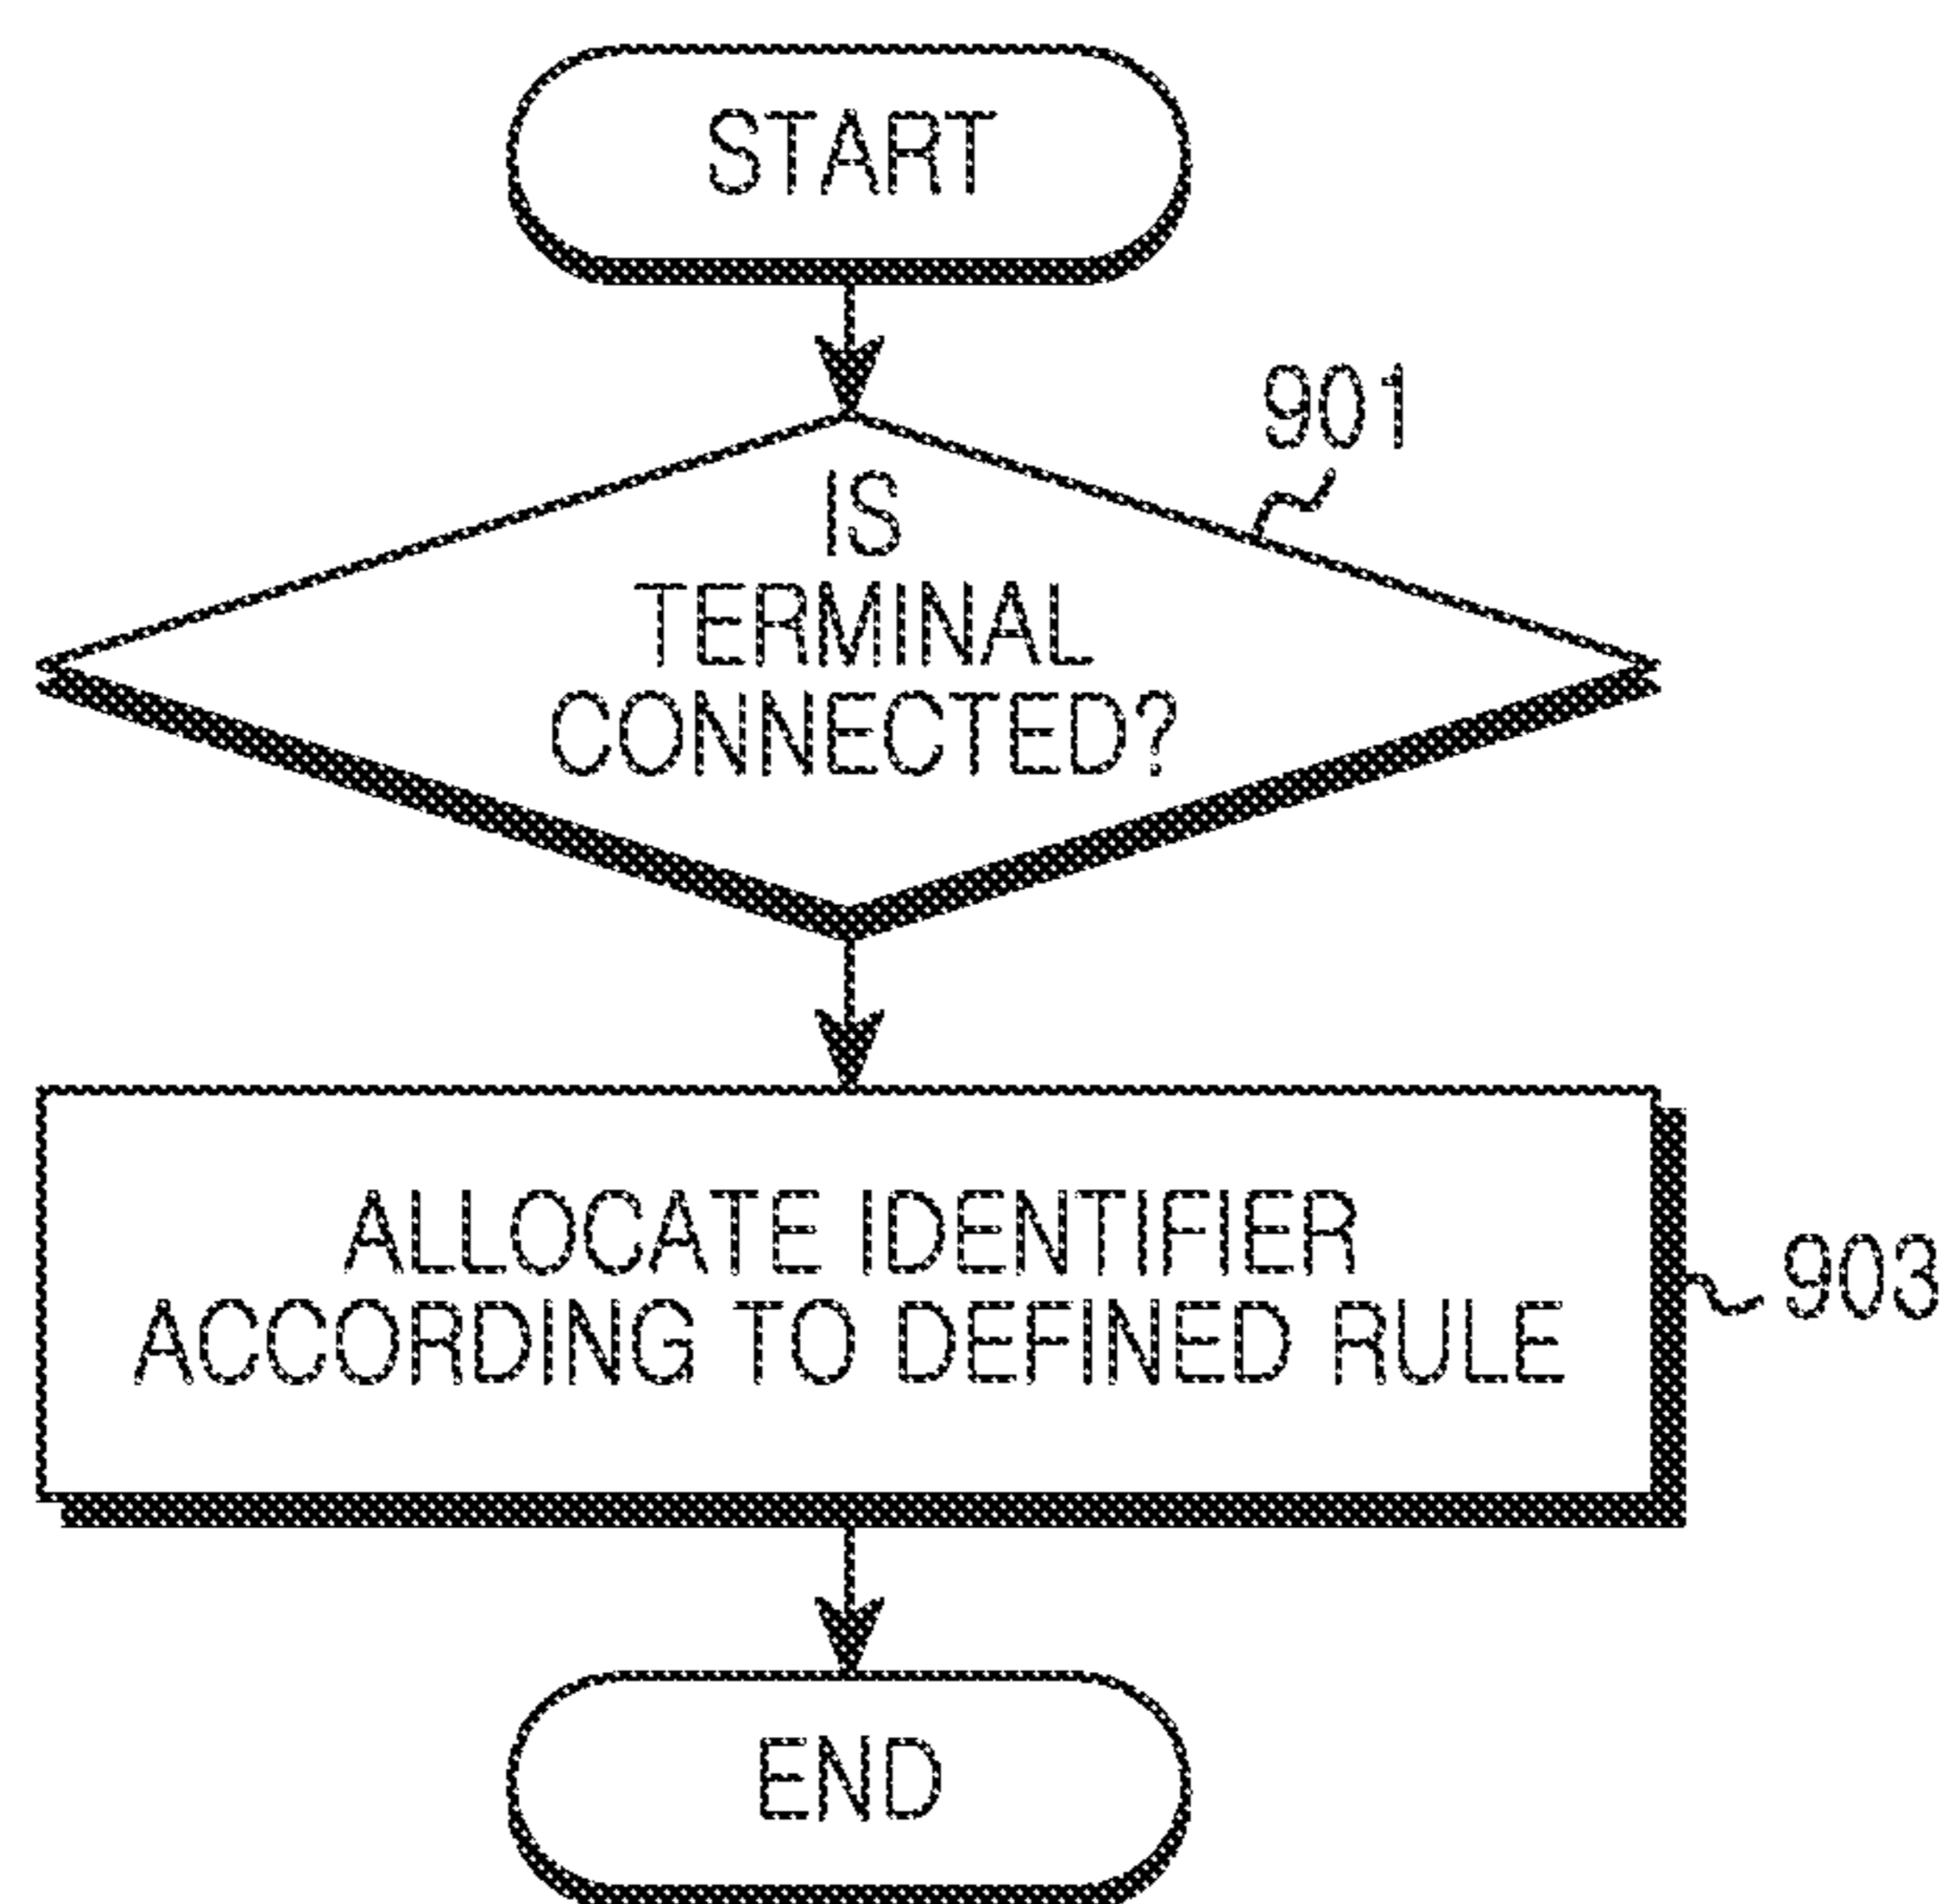 START
901
IS
TERMINAL
CONNECTED?
ALLOCATE IDENTIFIER
ACCORDING TO DEFINED RULE
903
END